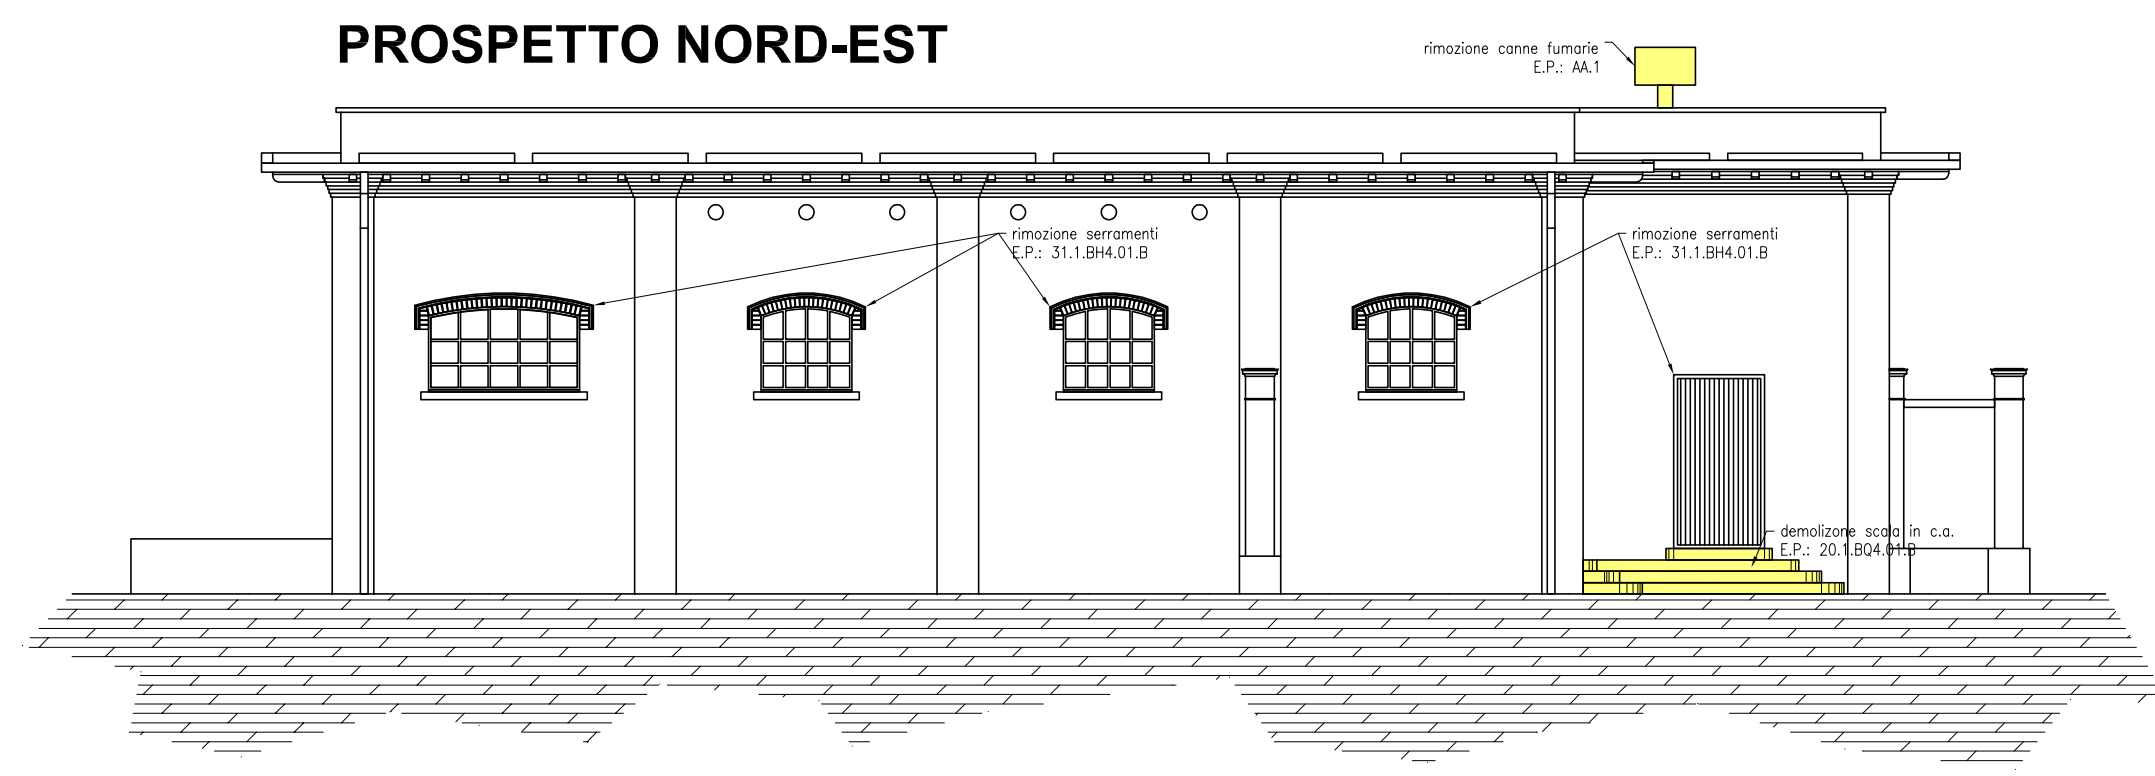 PROSPETTO NORD-EST
rimozione canne fumarie
E.P.: AA.1
rimozione serramenti
E.P.: 31.1.BH4.01.B
rimozione serramenti
E.P.: 31.1.BH4.01.B
demolizone scala in c.a.
E.P.: 20.1.BQ4.01.B